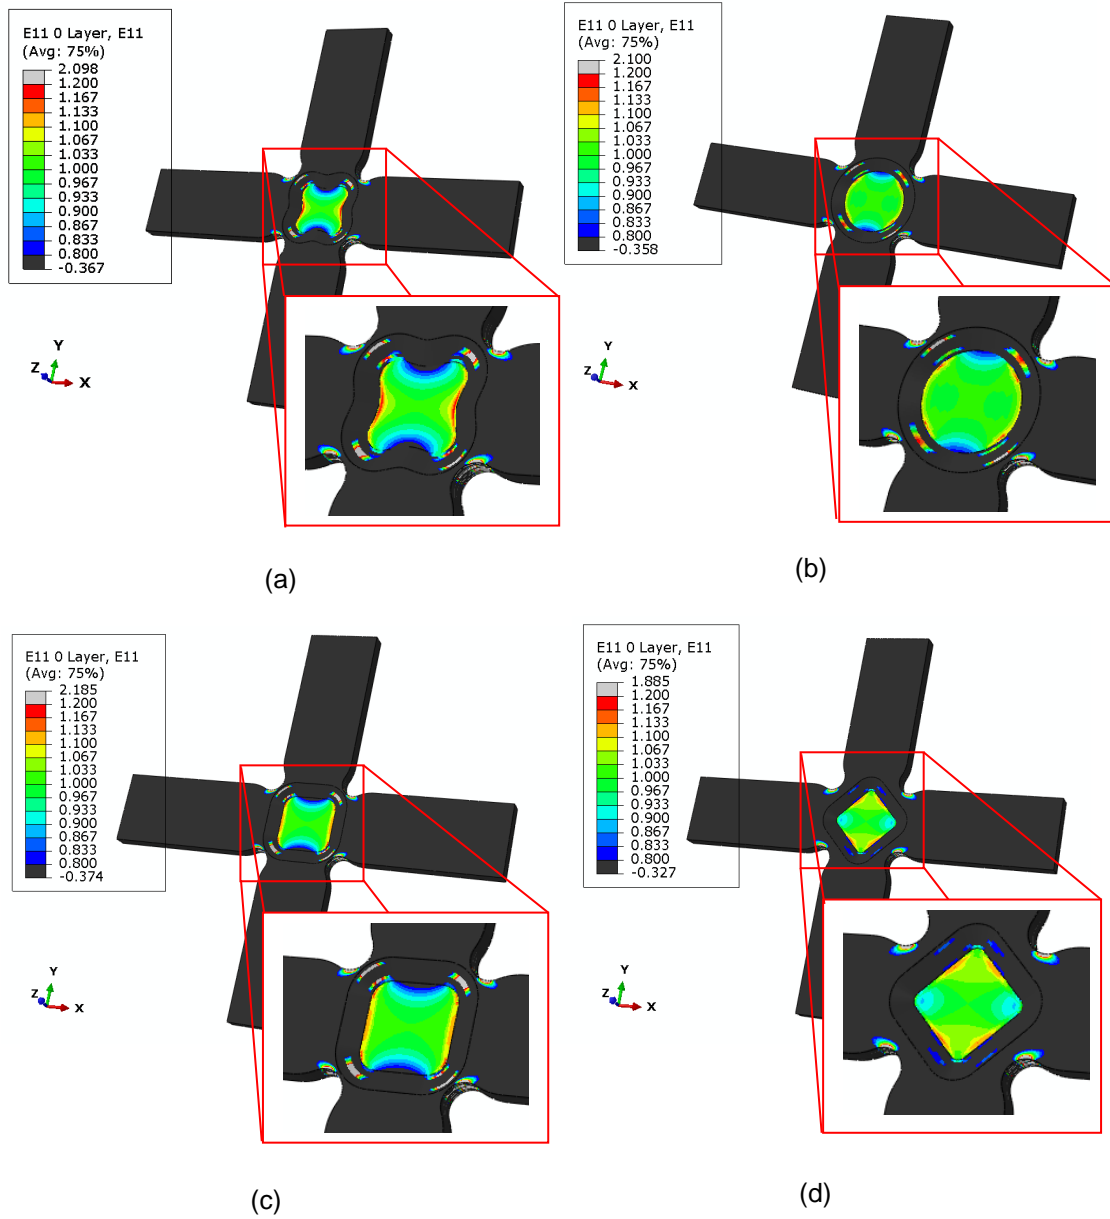 E11 0 Layer, E11
(Avg: 75%)
2.098
1.200
1.167
1.133
1.100
1.067
1.033
1.000
0.967
0.933
0.900
0.867
0.833
0.800
-0.367
Y
Z
X
(a)
E11 0 Layer, E11
(Avg: 75%)
2.100
1.200
1.167
1.133
1.100
1.067
1.033
1.000
0.967
0.933
0.900
0.867
0.833
0.800
-0.358
Y
Z
X
(b)
E11 0 Layer, E11
(Avg: 75%)
2.185
1.200
1.167
1.133
1.100
1.067
1.033
1.000
0.967
0.933
0.900
0.867
0.833
0.800
-0.374
Y
Z
X
(c)
E11 0 Layer, E11
(Avg: 75%)
1.885
1.200
1.167
1.133
1.100
1.067
1.033
1.000
0.967
0.933
0.900
0.867
0.833
0.800
-0.327
Y
Z
X
(d)